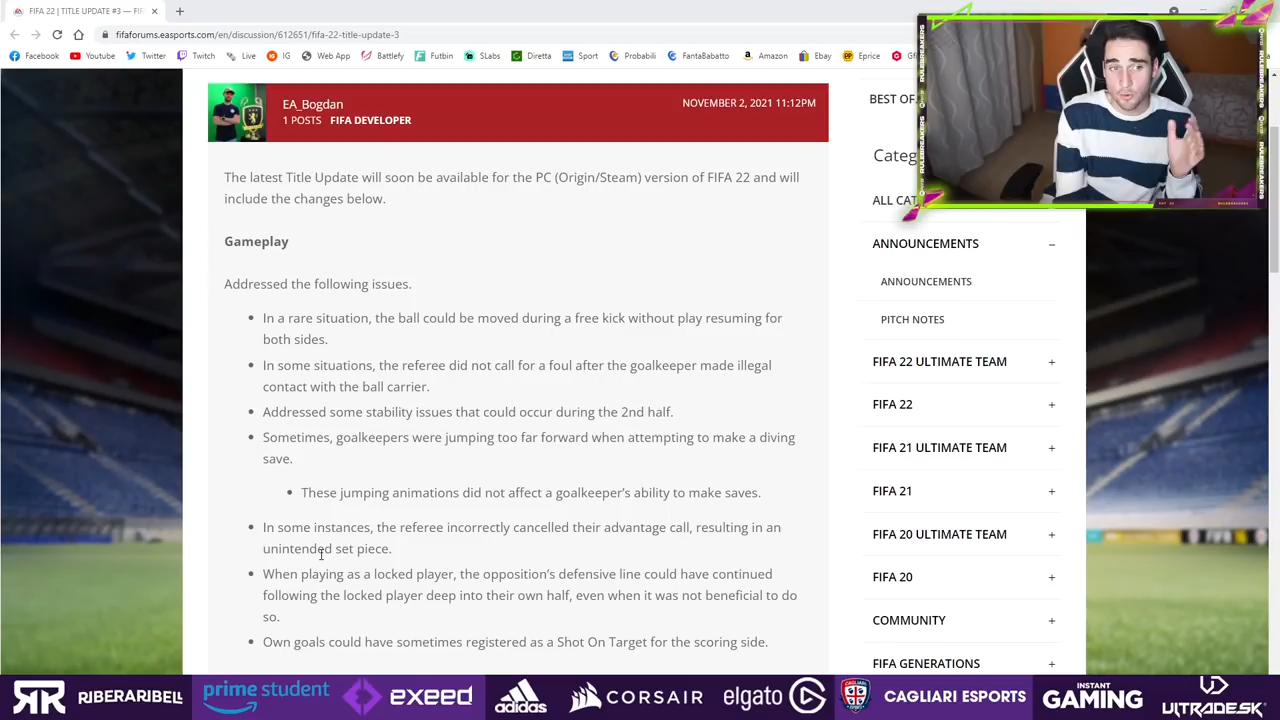 FIFA 22 | TITLE UPDATE #3 — FI
fifaforums.easports.com/en/discussion/612651/fifa-22-title-update-3
Facebook Youtube Twitter Twitch Live IG Web App Battlefy Futbin SLabs Diretta Sport Probabili FantaBabatto Amazon Ebay Eprice
EA_Bogdan
NOVEMBER 2, 2021 11:12PM
1 POSTS FIFA DEVELOPER
The latest Title Update will soon be available for the PC (Origin/Steam) version of FIFA 22 and will
include the changes below.
Gameplay
Addressed the following issues.
In a rare situation, the ball could be moved during a free kick without play resuming for
both sides.
In some situations, the referee did not call for a foul after the goalkeeper made illegal
contact with the ball carrier.
Addressed some stability issues that could occur during the 2nd half.
Sometimes, goalkeepers were jumping too far forward when attempting to make a diving
save.
These jumping animations did not affect a goalkeeper's ability to make saves.
In some instances, the referee incorrectly cancelled their advantage call, resulting in an
unintended set piece.
When playing as a locked player, the opposition's defensive line could have continued
following the locked player deep into their own half, even when it was not beneficial to do
so.
Own goals could have sometimes registered as a Shot On Target for the scoring side.
BEST OF
Categ
ALL CAT
ANNOUNCEMENTS –
ANNOUNCEMENTS
PITCH NOTES
FIFA 22 ULTIMATE TEAM +
FIFA 22 +
FIFA 21 ULTIMATE TEAM +
FIFA 21 +
FIFA 20 ULTIMATE TEAM +
FIFA 20 +
COMMUNITY +
FIFA GENERATIONS +
RULEBREAKERS
RULEBREAKERS
RR RIBERARIBELL prime student exeed adidas CORSAIR elgato CAGLIARI ESPORTS INSTANT GAMING ULTRADESK